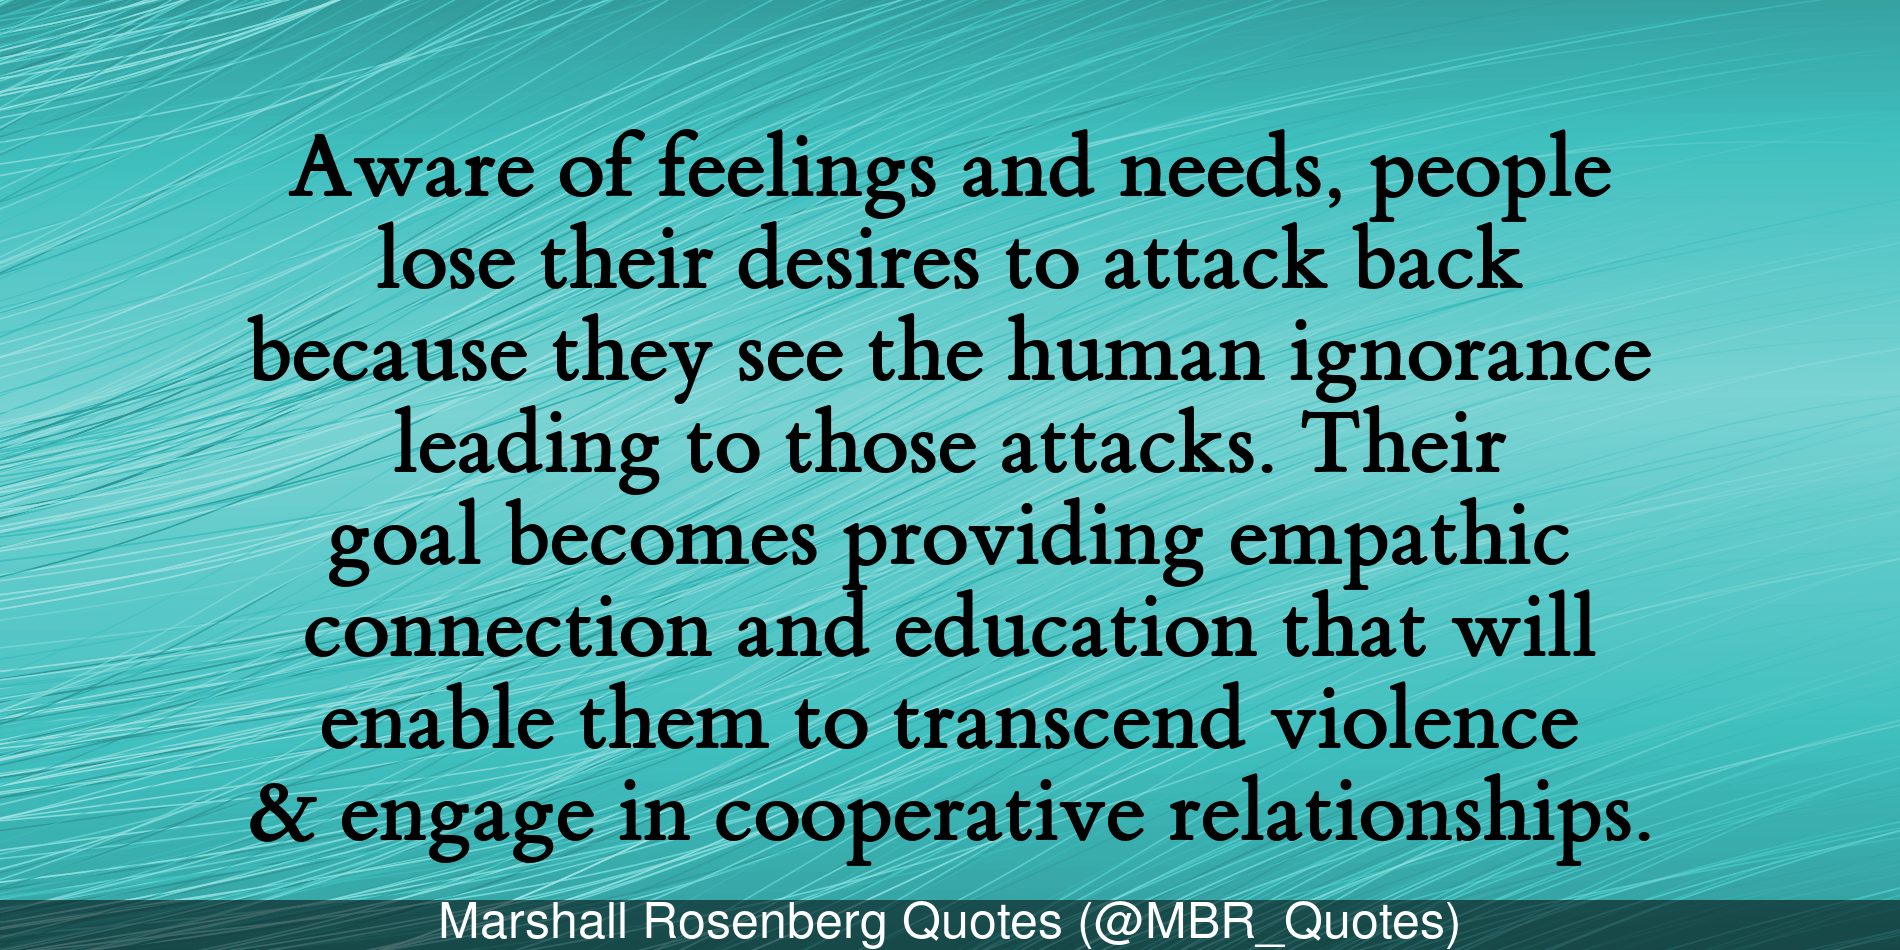 Aware of feelings and needs, people
lose their desires to attack back
because they see the human ignorance
leading to those attacks. Their
goal becomes providing empathic
connection and education that will
enable them to transcend violence
& engage in cooperative relationships.
Marshall Rosenberg Quotes (@MBR_Quotes)